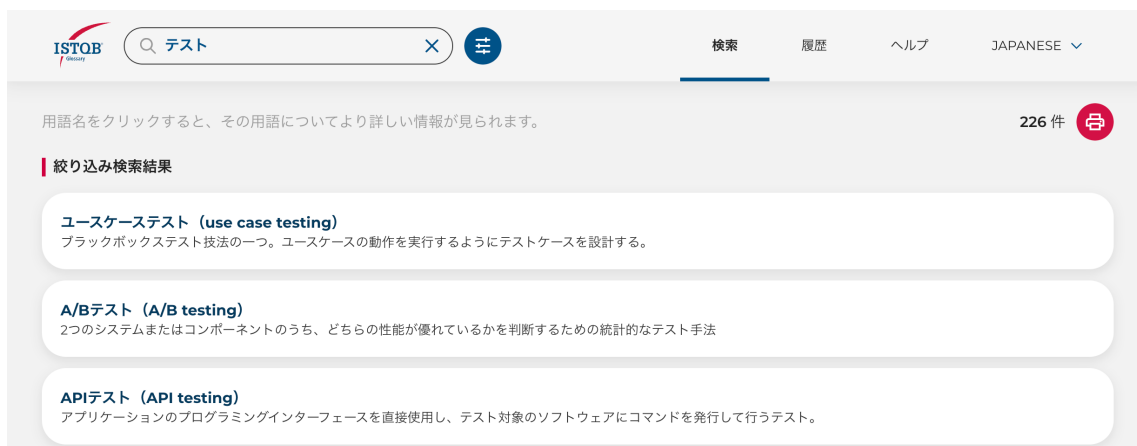 ISTQB
Glossary
テスト
検索
履歴
ヘルプ
JAPANESE
用語名をクリックすると、その用語についてより詳しい情報が見られます。
226 件
絞り込み検索結果
ユースケーステスト（use case testing）
ブラックボックステスト技法の一つ。ユースケースの動作を実行するようにテストケースを設計する。
A/Bテスト（A/B testing）
2つのシステムまたはコンポーネントのうち、どちらの性能が優れているかを判断するための統計的なテスト手法
APIテスト（API testing）
アプリケーションのプログラミングインターフェースを直接使用し、テスト対象のソフトウェアにコマンドを発行して行うテスト。